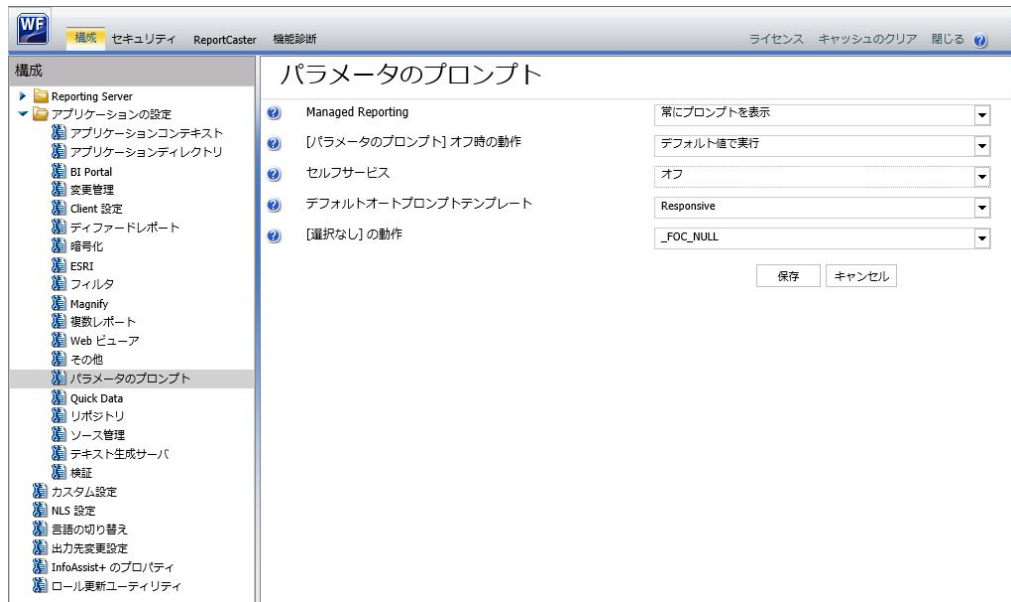 WF
構成 セキュリティ ReportCaster 機能診断 ライセンス キャッシュのクリア 閉じる
構成
Reporting Server
アプリケーションの設定
アプリケーションコンテキスト
アプリケーションディレクトリ
BI Portal
変更管理
Client 設定
ディファードレポート
暗号化
ESRI
フィルタ
Magnify
複数レポート
Web ビューア
その他
パラメータのプロンプト
Quick Data
リポジトリ
ソース管理
テキスト生成サーバ
検証
カスタム設定
NLS 設定
言語の切り替え
出力先変更設定
InfoAssist+ のプロパティ
ロール更新ユーティリティ
パラメータのプロンプト
Managed Reporting 常にプロンプトを表示
[パラメータのプロンプト] オフ時の動作 デフォルト値で実行
セルフサービス オフ
デフォルトオートプロンプトテンプレート Responsive
[選択なし] の動作 _FOC_NULL
保存 キャンセル